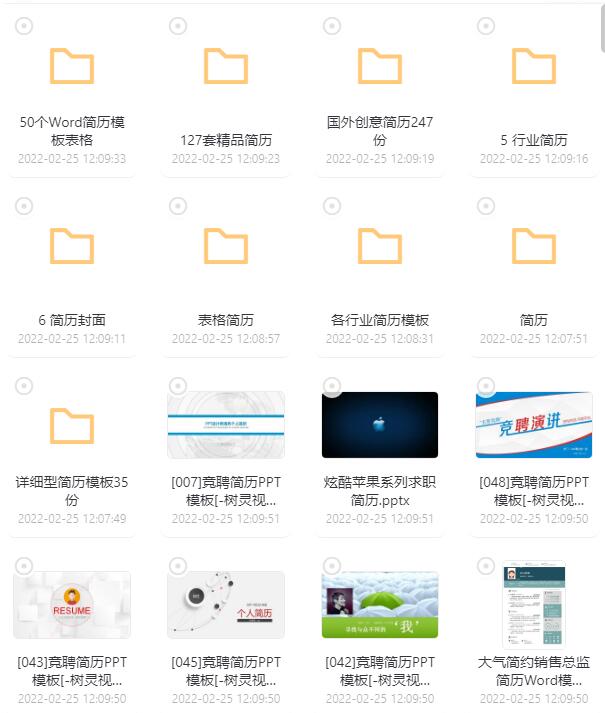 50个Word简历模
板表格
2022-02-25 12:09:33
127套精品简历
2022-02-25 12:09:23
国外创意简历247
份
2022-02-25 12:09:19
5 行业简历
2022-02-25 12:09:16
6 简历封面
2022-02-25 12:09:11
表格简历
2022-02-25 12:08:57
各行业简历模板
2022-02-25 12:08:31
简历
2022-02-25 12:07:51
详细型简历模板35
份
2022-02-25 12:07:49
[007]竞聘简历PPT
模板[-树灵视...
2022-02-25 12:09:51
炫酷苹果系列求职
简历.pptx
2022-02-25 12:09:51
竞聘演讲
[048]竞聘简历PPT
模板[-树灵视...
2022-02-25 12:09:50
RESUME
[043]竞聘简历PPT
模板[-树灵视...
2022-02-25 12:09:50
个人简历
[045]竞聘简历PPT
模板[-树灵视...
2022-02-25 12:09:50
寻找与众不同的“我”
[042]竞聘简历PPT
模板[-树灵视...
2022-02-25 12:09:50
大气简约销售总监
简历Word模...
2022-02-25 12:09:50